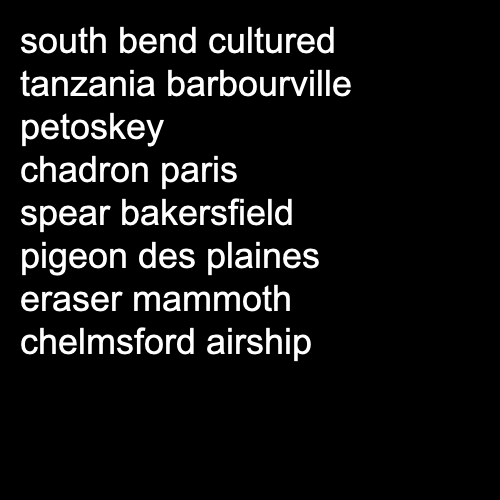 south bend cultured
tanzania barbourville
petoskey
chadron paris
spear bakersfield
pigeon des plaines
eraser mammoth
chelmsford airship